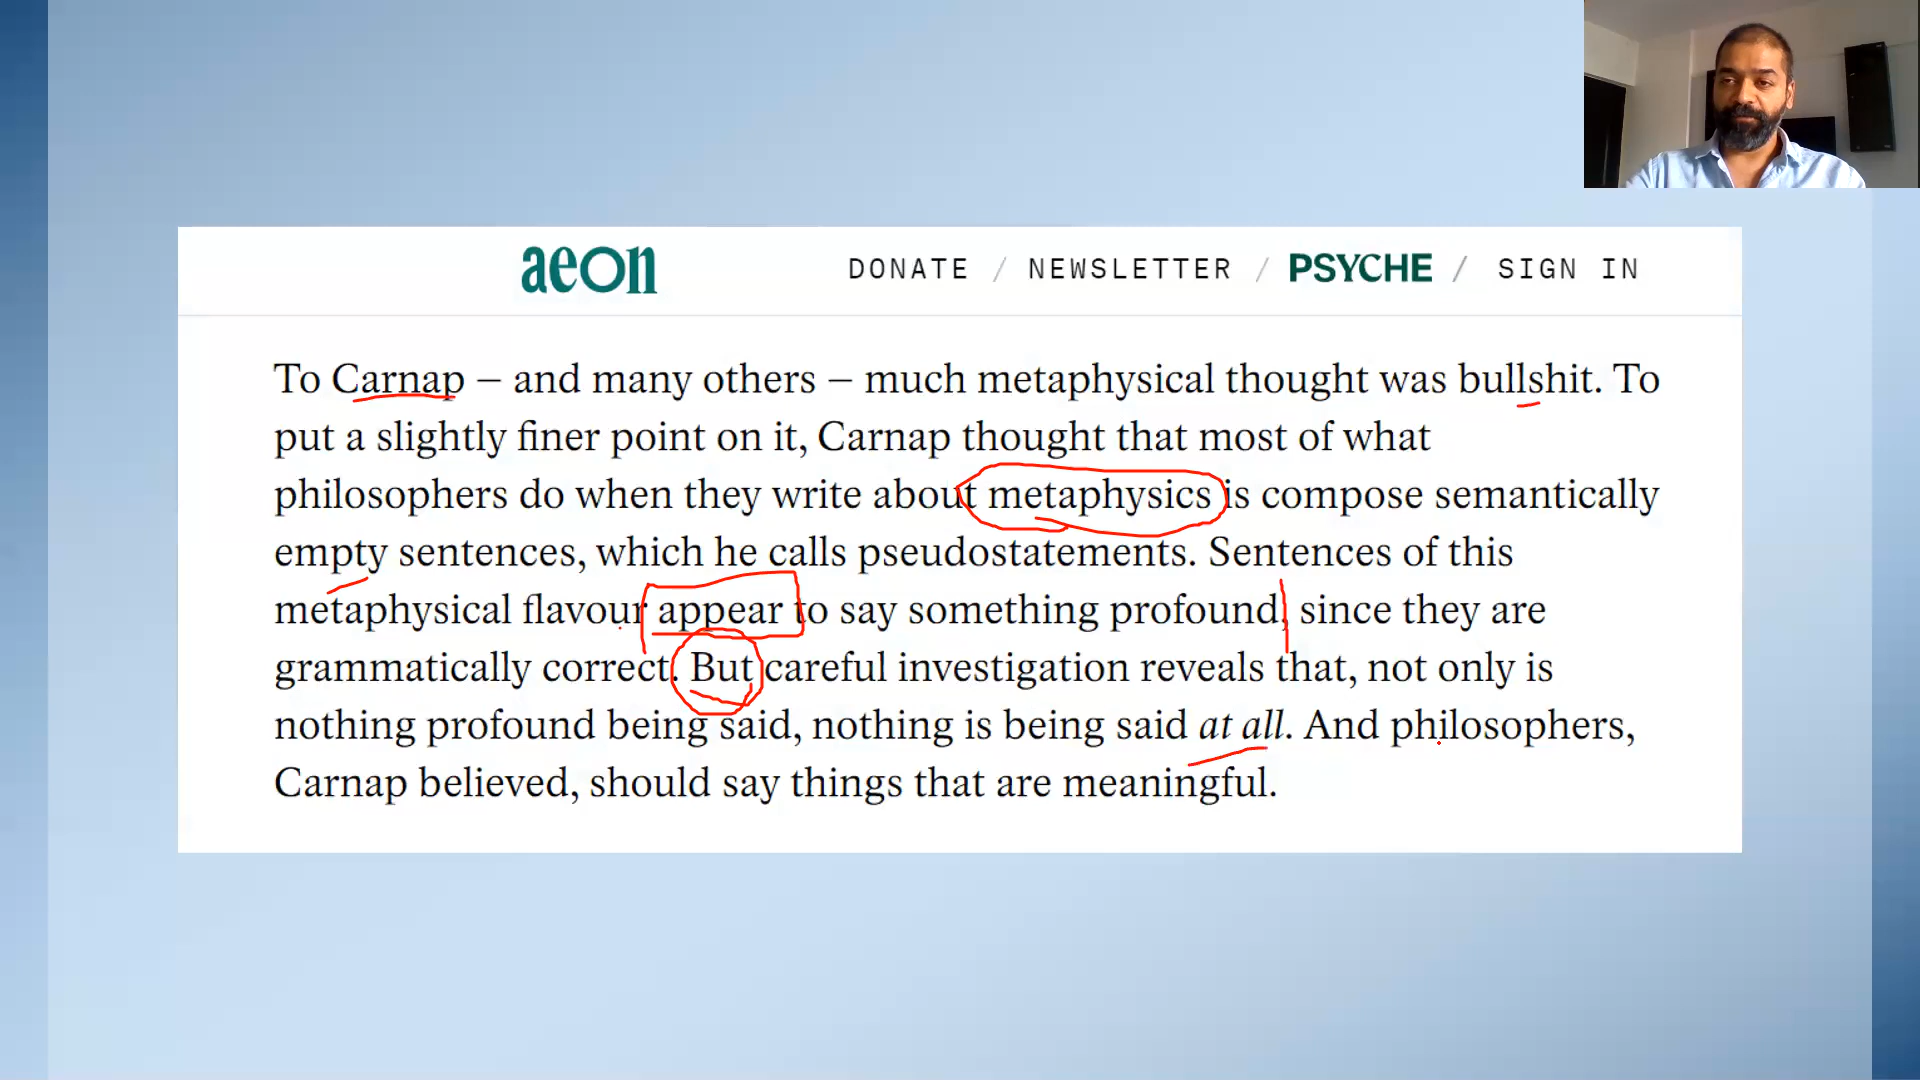 aeon DONATE / NEWSLETTER / PSYCHE / SIGN IN
To Carnap – and many others – much metaphysical thought was bullshit. To
put a slightly finer point on it, Carnap thought that most of what
philosophers do when they write about metaphysics is compose semantically
empty sentences, which he calls pseudostatements. Sentences of this
metaphysical flavour appear to say something profound, since they are
grammatically correct. But careful investigation reveals that, not only is
nothing profound being said, nothing is being said at all. And philosophers,
Carnap believed, should say things that are meaningful.